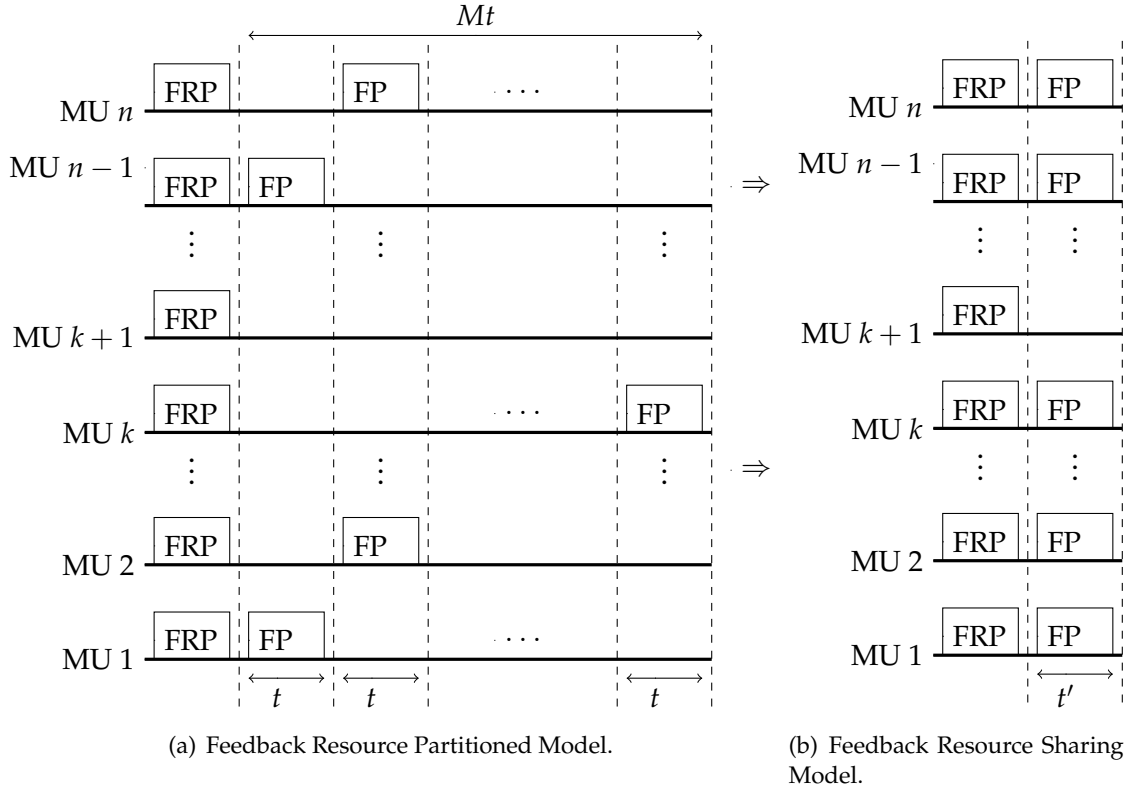 Mt
MU n FRP FP · · · FRP FP MU n
MU n − 1 FRP FP ⇒ MU n − 1 FRP FP
⋮ ⋮ ⋮ ⋮ ⋮
MU k + 1 FRP MU k + 1 FRP
MU k FRP · · · FP MU k FRP FP
⋮ ⋮ ⋮ ⇒ ⋮ ⋮
MU 2 FRP FP MU 2 FRP FP
MU 1 FRP FP · · · MU 1 FRP FP
t t t t′
(a) Feedback Resource Partitioned Model.
(b) Feedback Resource Sharing
Model.